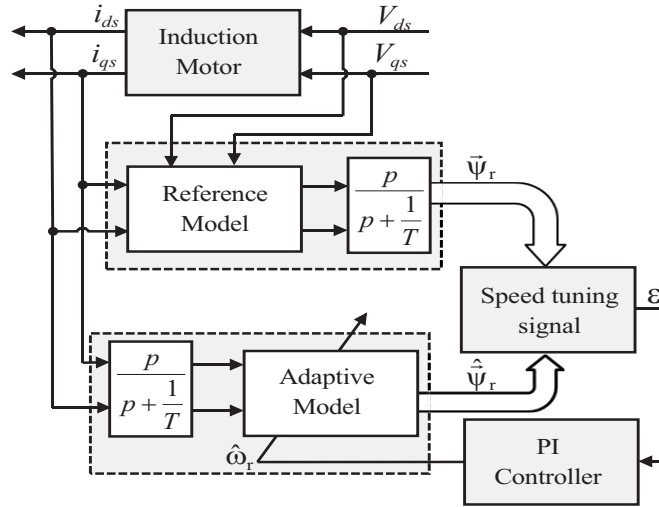 i_ds
Induction
Motor
V_ds
i_qs
V_qs
Reference
Model
p
p + 1/T
ψ⃗_r
Speed tuning
signal
ε
p
p + 1/T
Adaptive
Model
ψ⃗̂_r
ω̂_r
PI
Controller